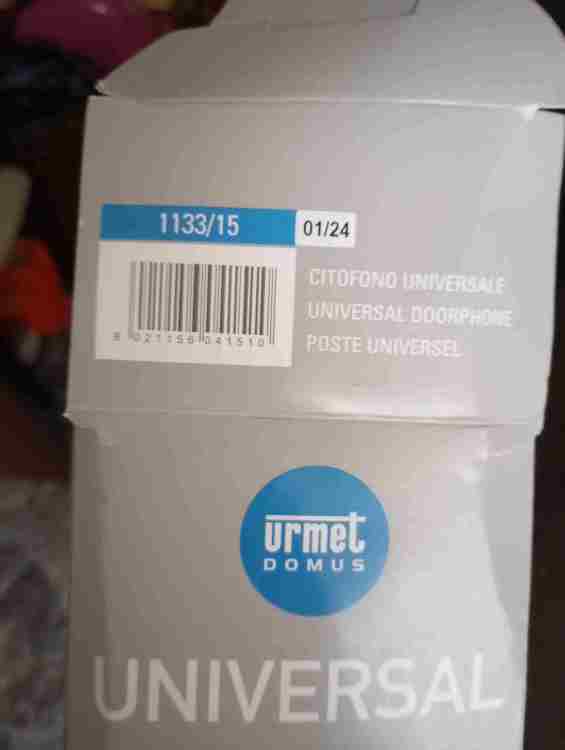 1133/15
01/24
CITOFONO UNIVERSALE
UNIVERSAL DOORPHONE
POSTE UNIVERSEL
8 021156 041510
urmet
DOMUS
UNIVERSAL